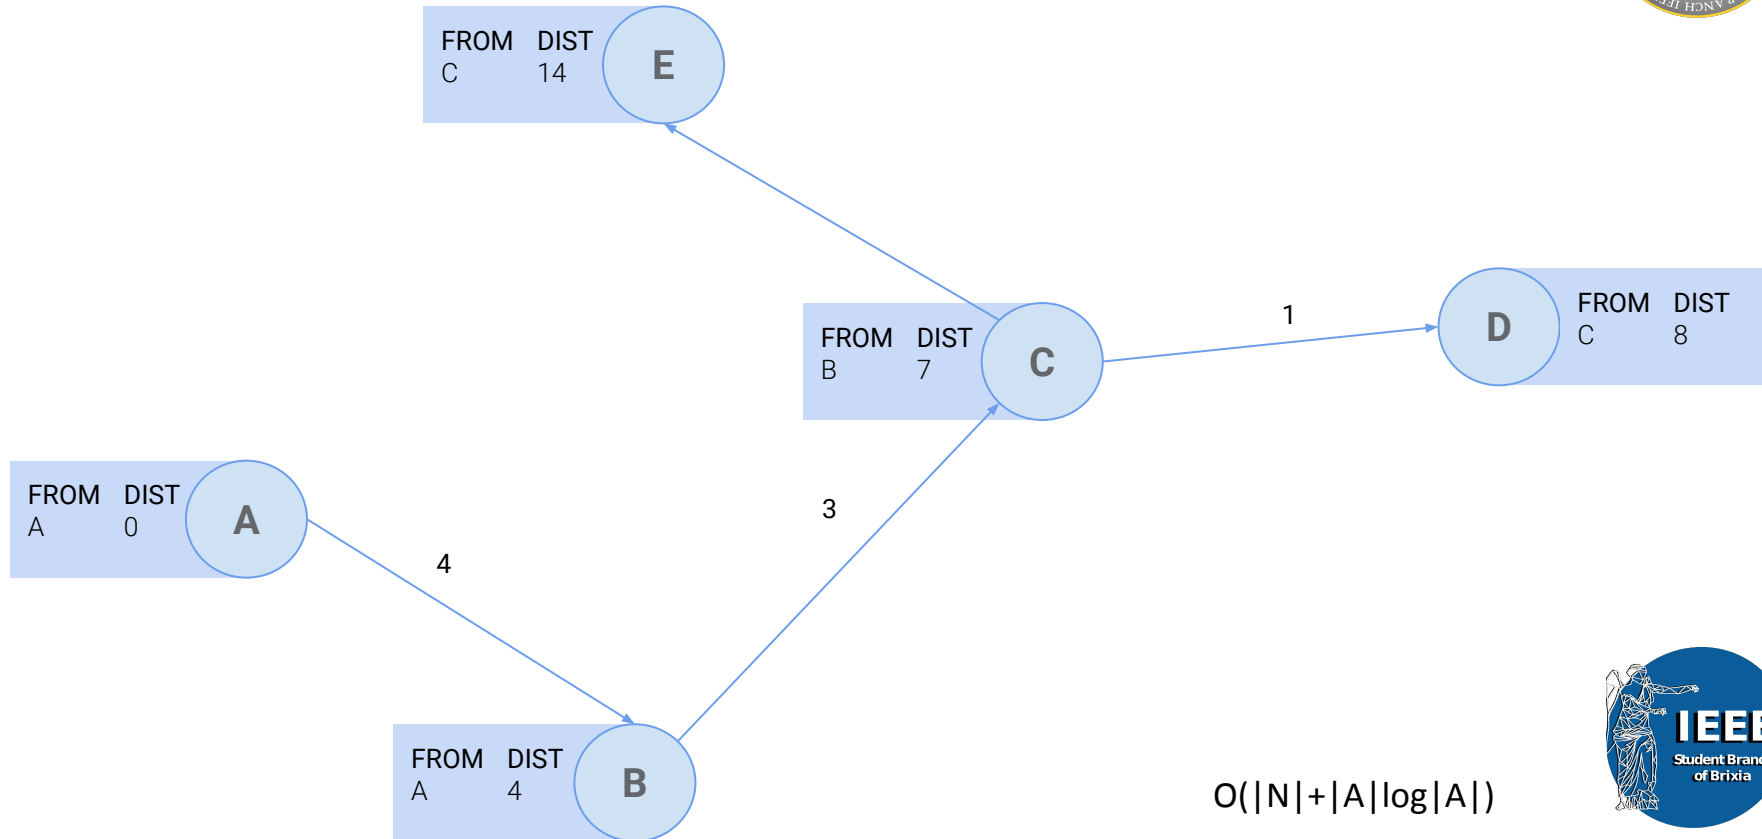 FROM DIST
C 14
E
FROM DIST
C 8
D
1
FROM DIST
B 7
C
FROM DIST
A 0
A
4
3
FROM DIST
A 4
B
O(|N|+|A|log|A|)
IEEE
Student Branc
of Brixia